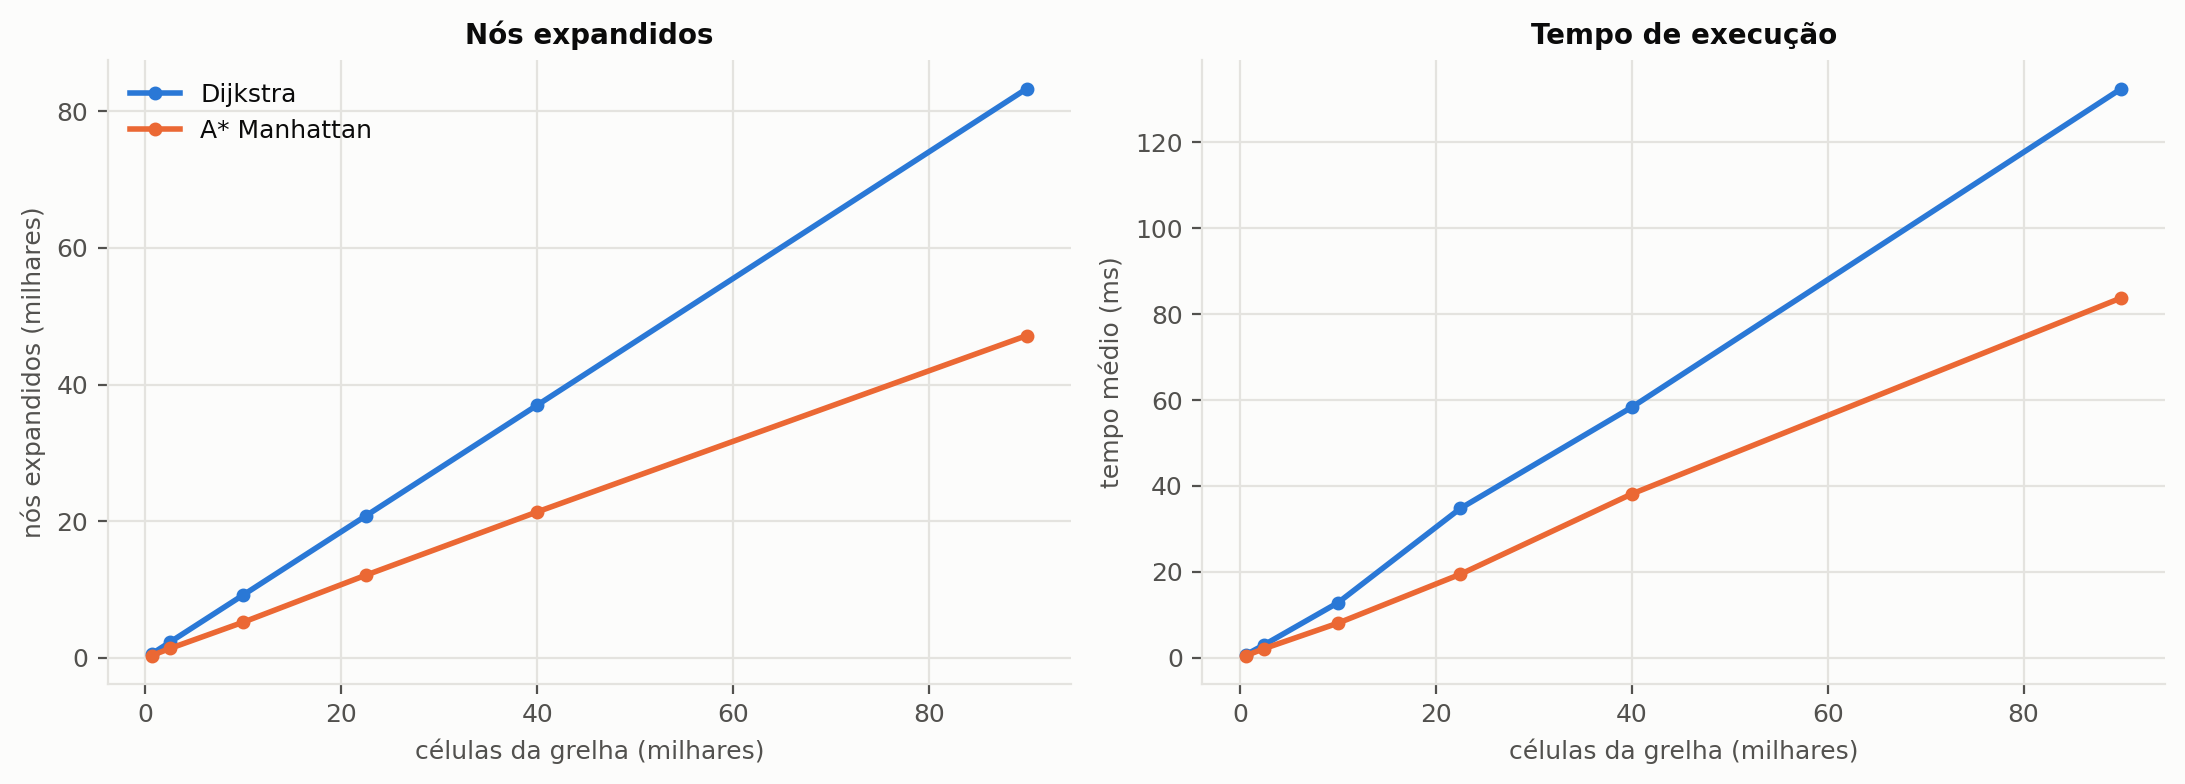 Nós expandidos
Dijkstra
A* Manhattan
nós expandidos (milhares)
80
60
40
20
0
0 20 40 60 80
células da grelha (milhares)
Tempo de execução
tempo médio (ms)
120
100
80
60
40
20
0
0 20 40 60 80
células da grelha (milhares)